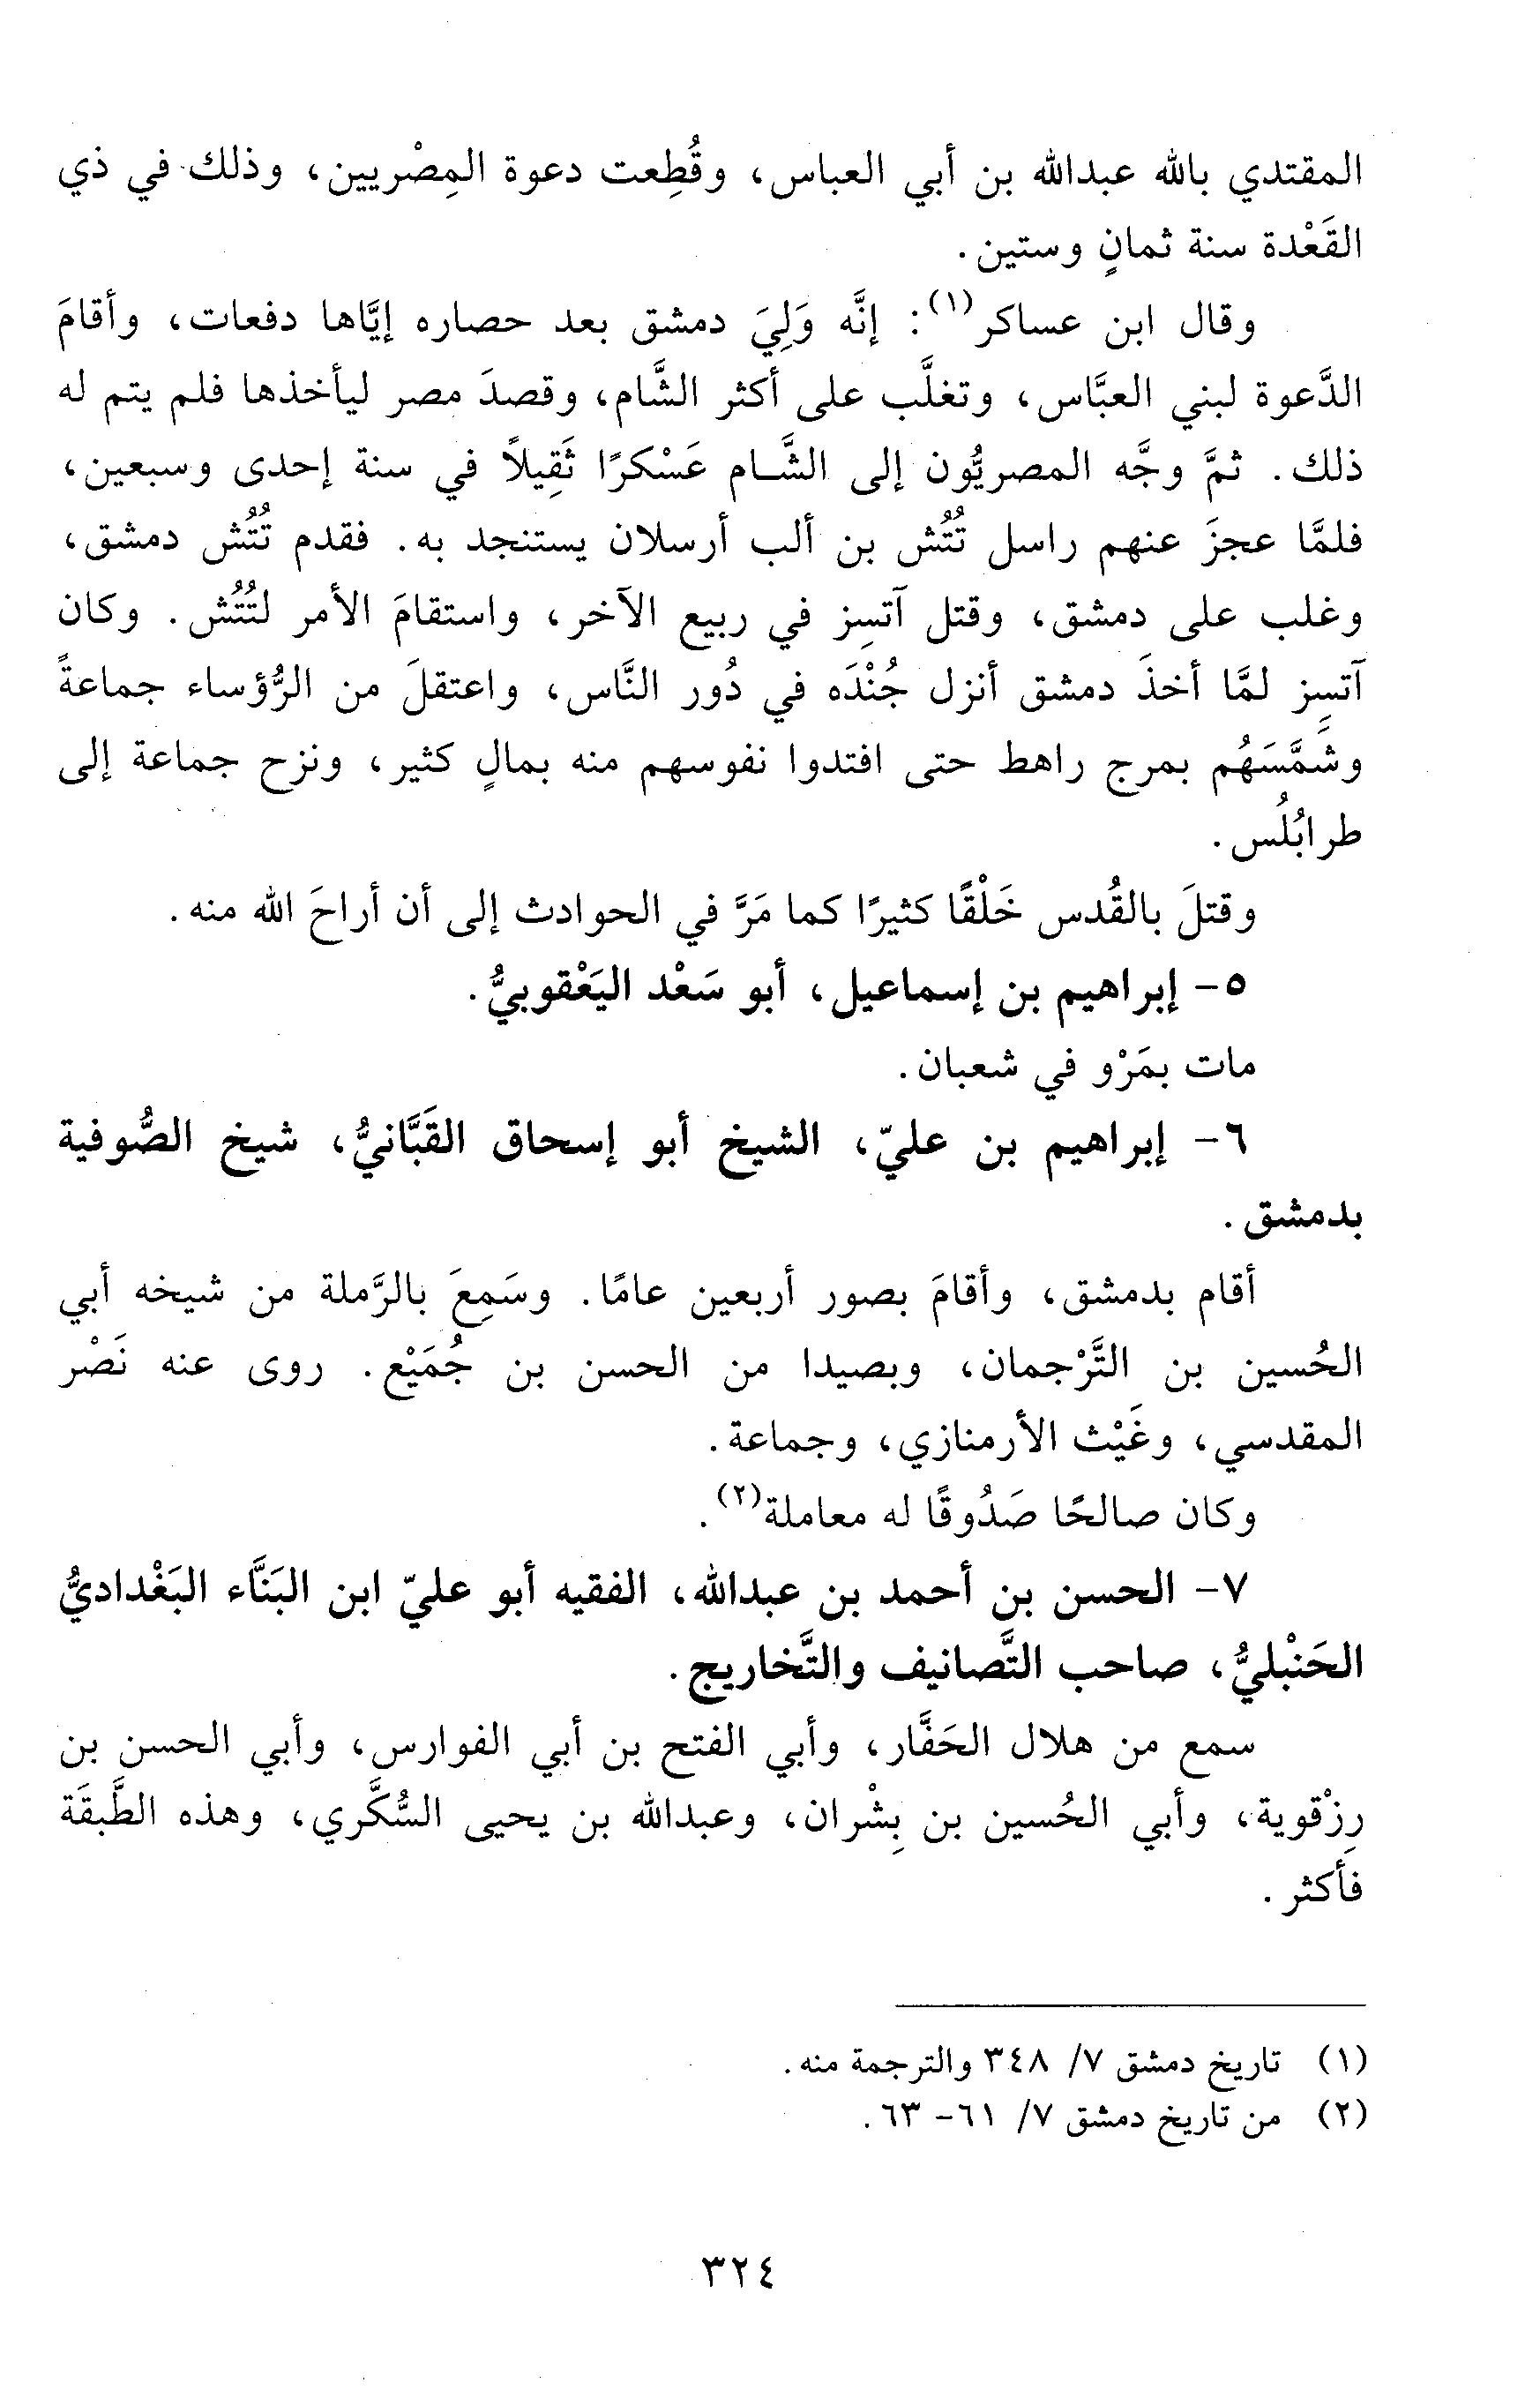 المقتدي بالله عبدالله بن أبي العباس، وقُطِعت دعوة المِصْريين، وذلك في ذي
القَعْدة سنة ثمانٍ وستين.
وقال ابن عساكر(١): إنَّه وَلِيَ دمشق بعد حصاره إيَّاها دفعات، وأقامَ
الدَّعوة لبني العبَّاس، وتغلَّب على أكثر الشَّام، وقصدَ مصر ليأخذها فلم يتم له
ذلك. ثمَّ وجَّه المصريُّون إلى الشَّام عَسْكرًا ثَقِيلاً في سنة إحدى وسبعين،
فلمَّا عجزَ عنهم راسل تُتُش بن ألب أرسلان يستنجد به. فقدم تُتُش دمشق،
وغلب على دمشق، وقتل آتسِز في ربيع الآخر، واستقامَ الأمر لتُتُش. وكان
آتسِز لمَّا أخذَ دمشق أنزل جُنْدَه في دُور النَّاس، واعتقلَ من الرُّؤساء جماعةً
وشَمَّسَهُم بمرج راهط حتى افتدوا نفوسهم منه بمالٍ كثير، ونزح جماعة إلى
طرابُلُس.
وقتلَ بالقُدس خَلْقًا كثيرًا كما مَرَّ في الحوادث إلى أن أراحَ الله منه.
٥- إبراهيم بن إسماعيل، أبو سَعْد اليَعْقوبيُّ.
مات بمَرْو في شعبان.
٦- إبراهيم بن عليّ، الشيخ أبو إسحاق القَبَّانيُّ، شيخ الصُّوفية
بدمشق.
أقام بدمشق، وأقامَ بصور أربعين عامًا. وسَمِعَ بالرَّملة من شيخه أبي
الحُسين بن التَّرْجمان، وبصيدا من الحسن بن جُمَيْع. روى عنه نَصْر
المقدسي، وغَيْث الأرمنازي، وجماعة.
وكان صالحًا صَدُوقًا له معاملة(٢).
٧- الحسن بن أحمد بن عبدالله، الفقيه أبو عليّ ابن البَنَّاء البَغْداديُّ
الحَنْبليُّ، صاحب التَّصانيف والتَّخاريج.
سمع من هلال الحَفَّار، وأبي الفتح بن أبي الفوارس، وأبي الحسن بن
رِزْقوية، وأبي الحُسين بن بِشْران، وعبدالله بن يحيى السُّكَّري، وهذه الطَّبقَة
فأكثر.
(١) تاريخ دمشق ٧/ ٣٤٨ والترجمة منه.
(٢) من تاريخ دمشق ٧/ ٦١- ٦٣.
٣٢٤